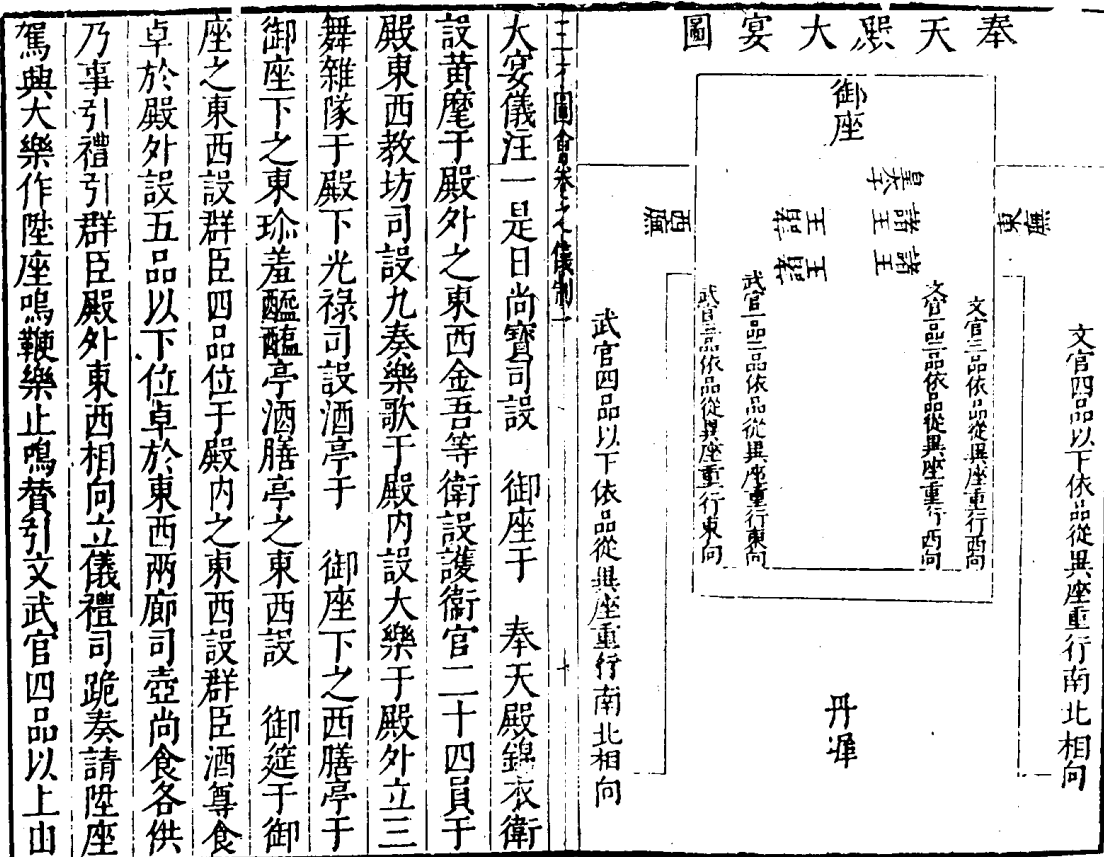 奉天殿大宴圖
御座
皇太子
諸王
諸王
諸王
諸王
東廡
西廡
文官一品二品依品從異座重行西向
文官三品依品從異座重行西向
武官一品二品依品從異座重行東向
武官三品依品從異座重行東向
文官四品以下依品從異座重行南北相向
武官四品以下依品從異座重行南北相向
丹墀
三才圖會卷之七儀制一
大宴儀注一是日尚寶司設　御座于　奉天殿錦衣衛
設黃麾于殿外之東西金吾等衛設護衛官二十四員于
殿東西教坊司設九奏樂歌于殿內設大樂于殿外立三
舞雜隊于殿下光祿司設酒亭于　御座下之西膳亭于
御座下之東珍羞醯醢亭酒膳亭之東西設　御筵于御
座之東西設群臣四品位于殿內之東西設群臣酒尊食
卓於殿外設五品以下位卓於東西兩廊司壺尚食各供
乃事引禮引群臣殿外東西相向立儀禮司跪奏請陞座
駕興大樂作陞座鳴鞭樂止鳴贊引文武官四品以上由